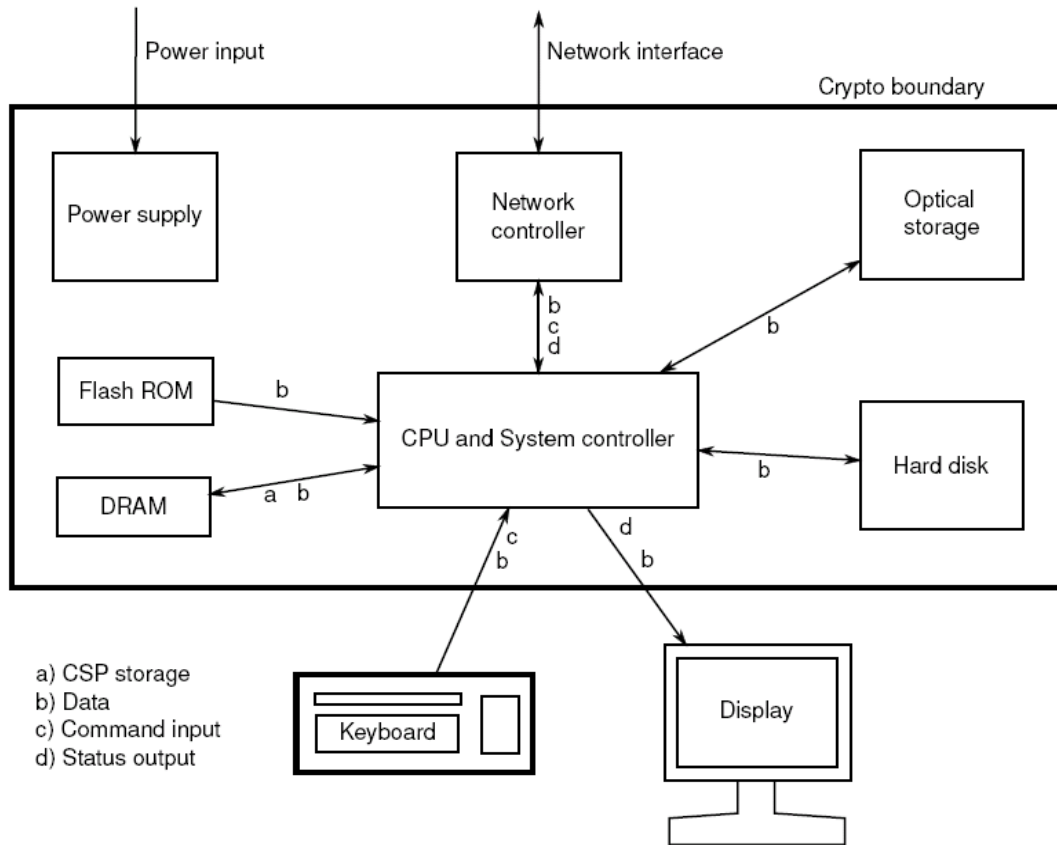 Power input
Network interface
Crypto boundary
Power supply
Network
controller
Optical
storage
b
c
d
b
Flash ROM
b
CPU and System controller
b
Hard disk
DRAM
a b
c
b
d
b
a) CSP storage
b) Data
c) Command input
d) Status output
Keyboard
Display